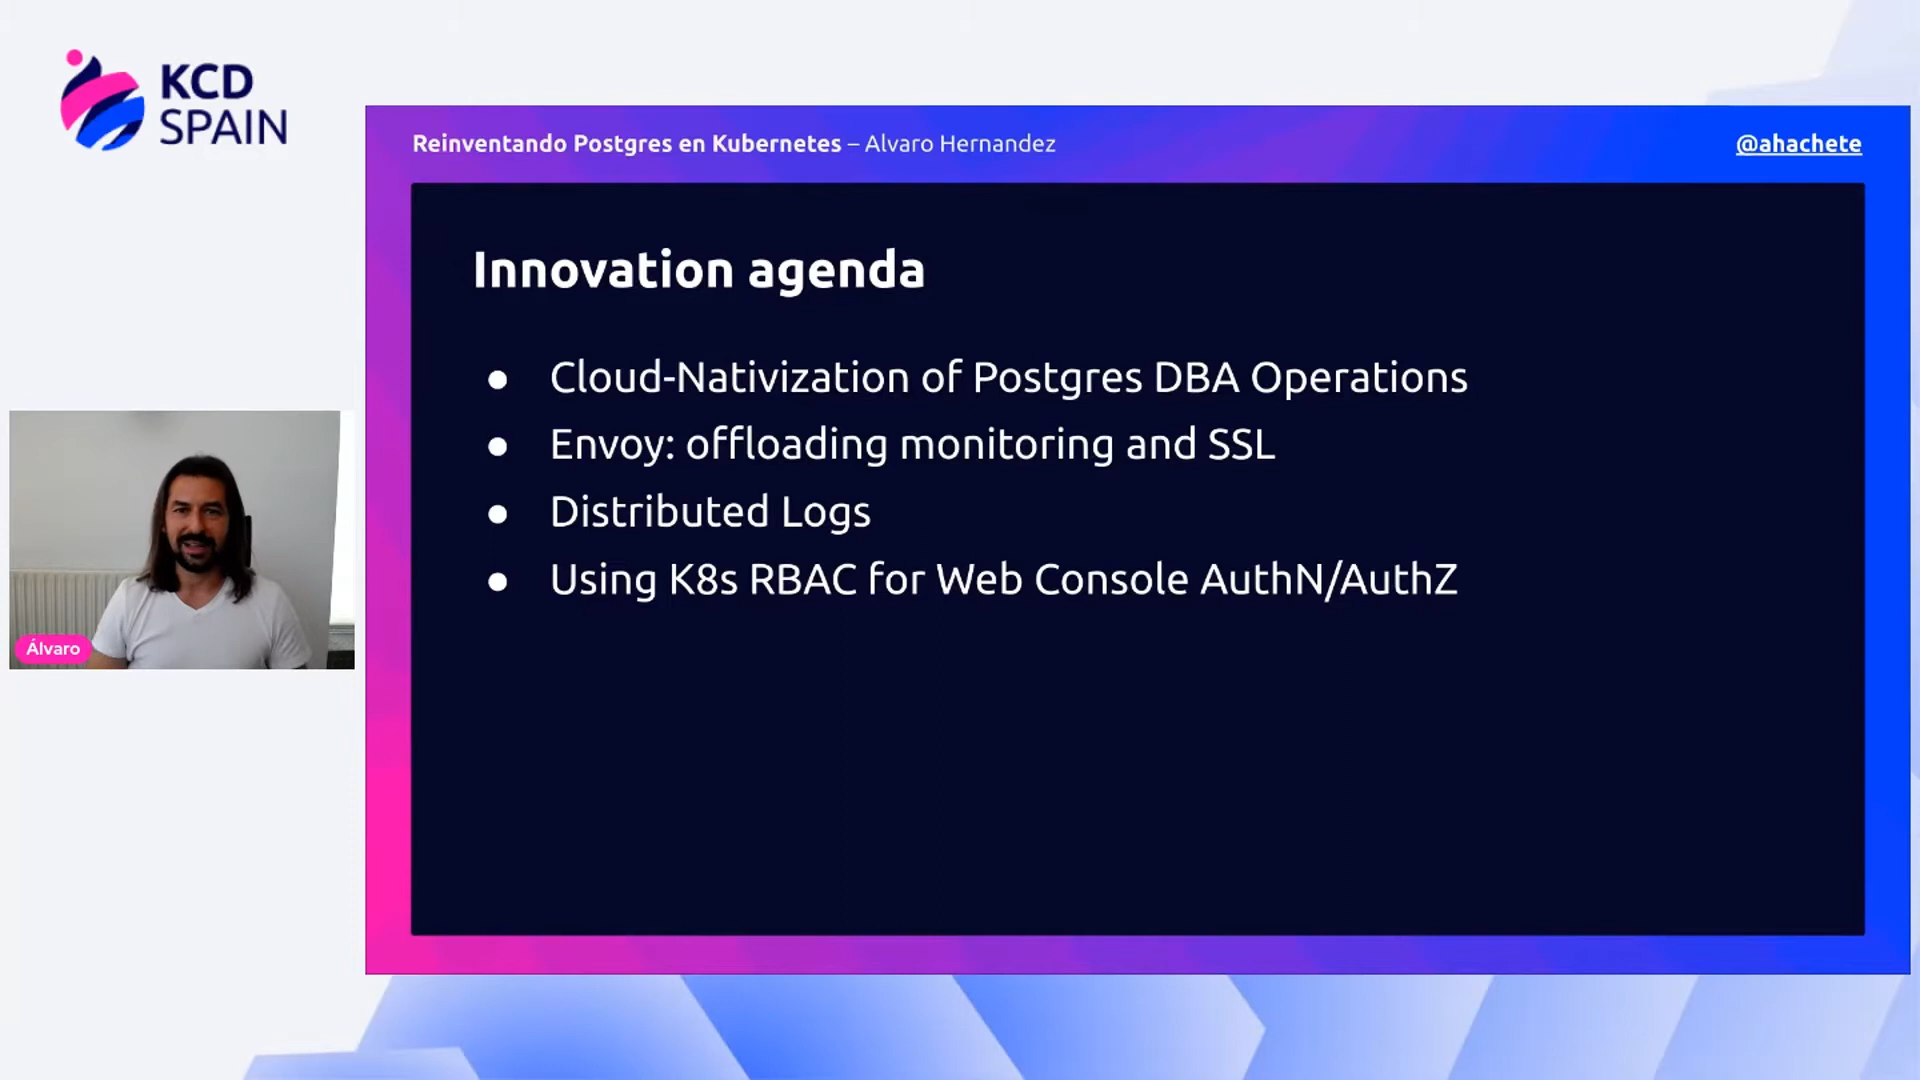 KCD
SPAIN
Reinventando Postgres en Kubernetes – Alvaro Hernandez
@ahachete
Innovation agenda
● Cloud-Nativization of Postgres DBA Operations
● Envoy: offloading monitoring and SSL
● Distributed Logs
● Using K8s RBAC for Web Console AuthN/AuthZ
Álvaro